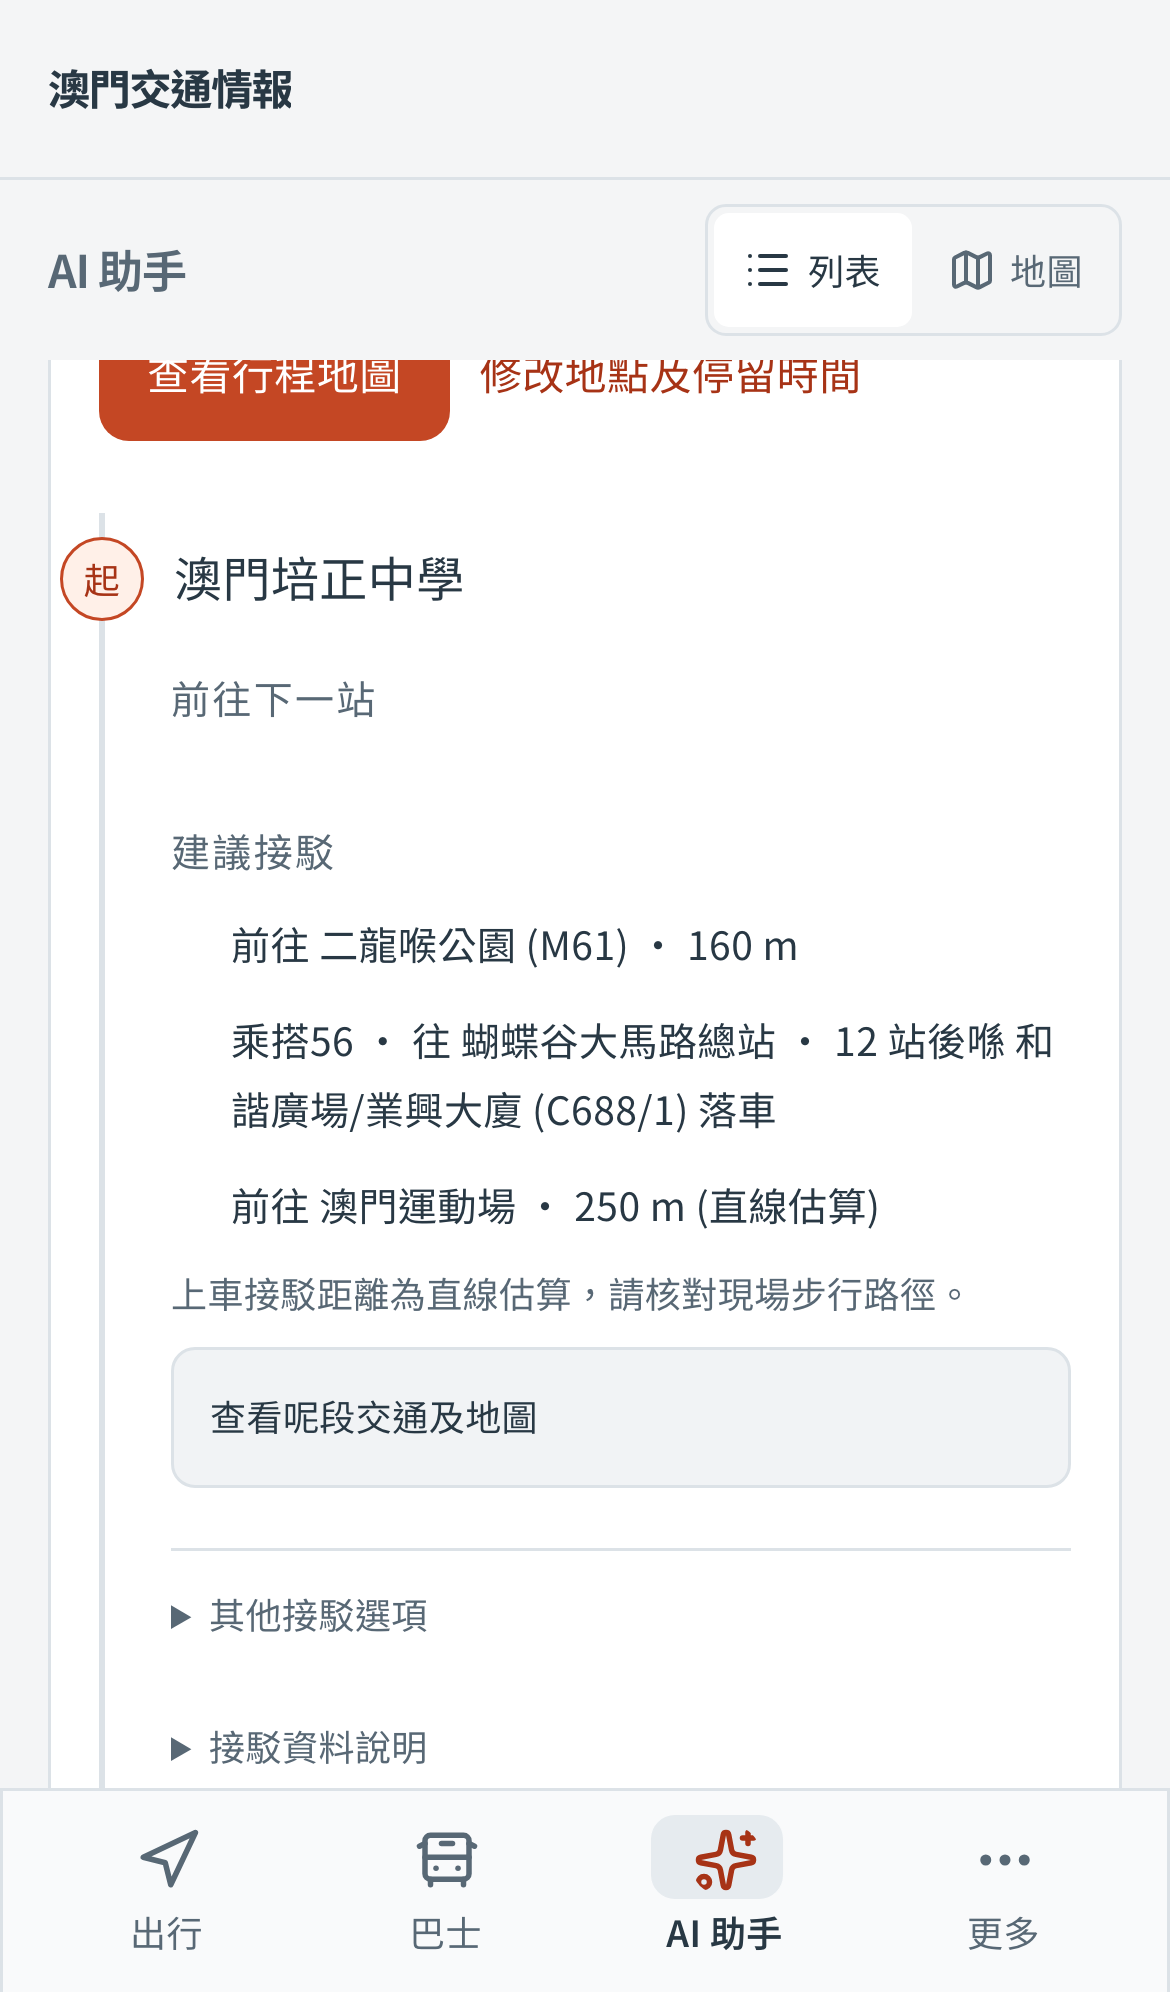 澳門交通情報
AI 助手
列表
地圖
查看行程地圖
修改地點及停留時間
起
澳門培正中學
前往下一站
建議接駁
前往 二龍喉公園 (M61) · 160 m
乘搭56 · 往 蝴蝶谷大馬路總站 · 12 站後喺 和
諧廣場/業興大廈 (C688/1) 落車
前往 澳門運動場 · 250 m (直線估算)
上車接駁距離為直線估算，請核對現場步行路徑。
查看呢段交通及地圖
▶ 其他接駁選項
▶ 接駁資料說明
出行
巴士
AI 助手
更多